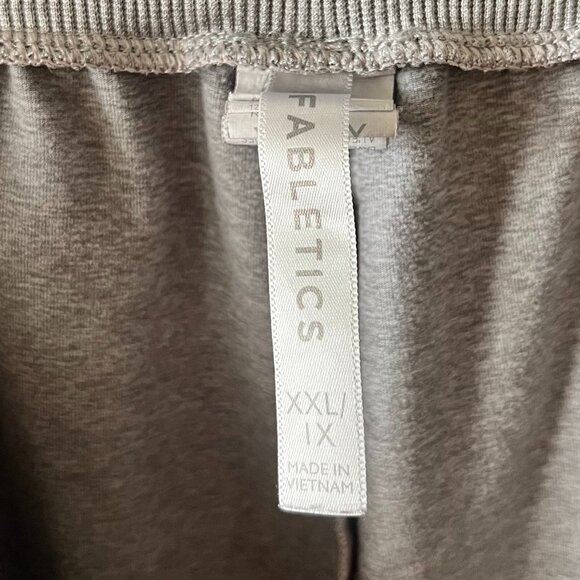 FABLETICS
XXL/
1X
MADE IN
VIETNAM